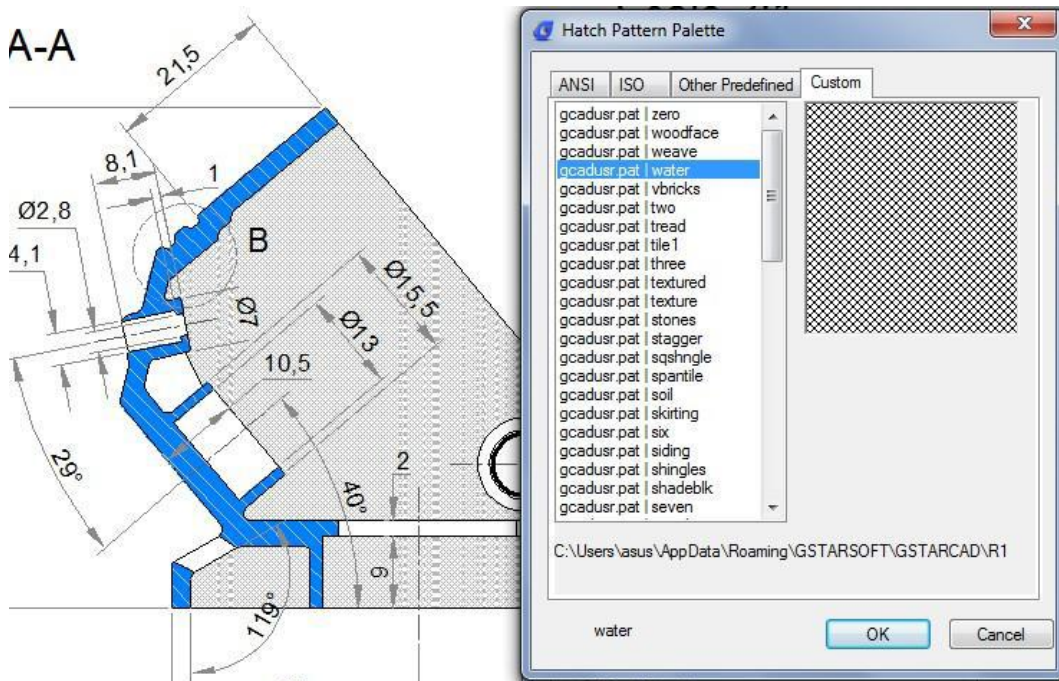 A-A
21,5
8,1
1
Ø2,8
4,1
B
Ø7
Ø15,5
Ø13
10,5
29°
40°
2
6
119°
Hatch Pattern Palette
ANSI
ISO
Other Predefined
Custom
gcadusr.pat | zero
gcadusr.pat | woodface
gcadusr.pat | weave
gcadusr.pat | water
gcadusr.pat | vbricks
gcadusr.pat | two
gcadusr.pat | tread
gcadusr.pat | tile1
gcadusr.pat | three
gcadusr.pat | textured
gcadusr.pat | texture
gcadusr.pat | stones
gcadusr.pat | stagger
gcadusr.pat | sqshngle
gcadusr.pat | spantile
gcadusr.pat | soil
gcadusr.pat | skirting
gcadusr.pat | six
gcadusr.pat | siding
gcadusr.pat | shingles
gcadusr.pat | shadeblk
gcadusr.pat | seven
C:\Users\asus\AppData\Roaming\GSTARSOFT\GSTARCAD\R1
water
OK
Cancel